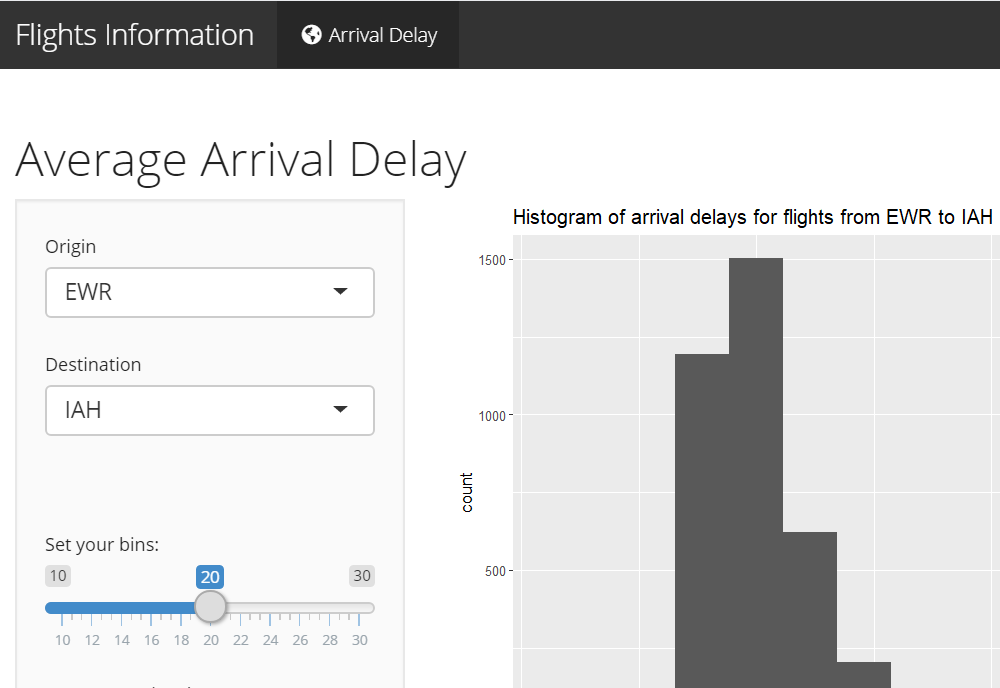 Flights Information
Arrival Delay
Average Arrival Delay
Origin
EWR
Destination
IAH
Set your bins:
10 20 30
10 12 14 16 18 20 22 24 26 28 30
Histogram of arrival delays for flights from EWR to IAH
1500
1000
500
count